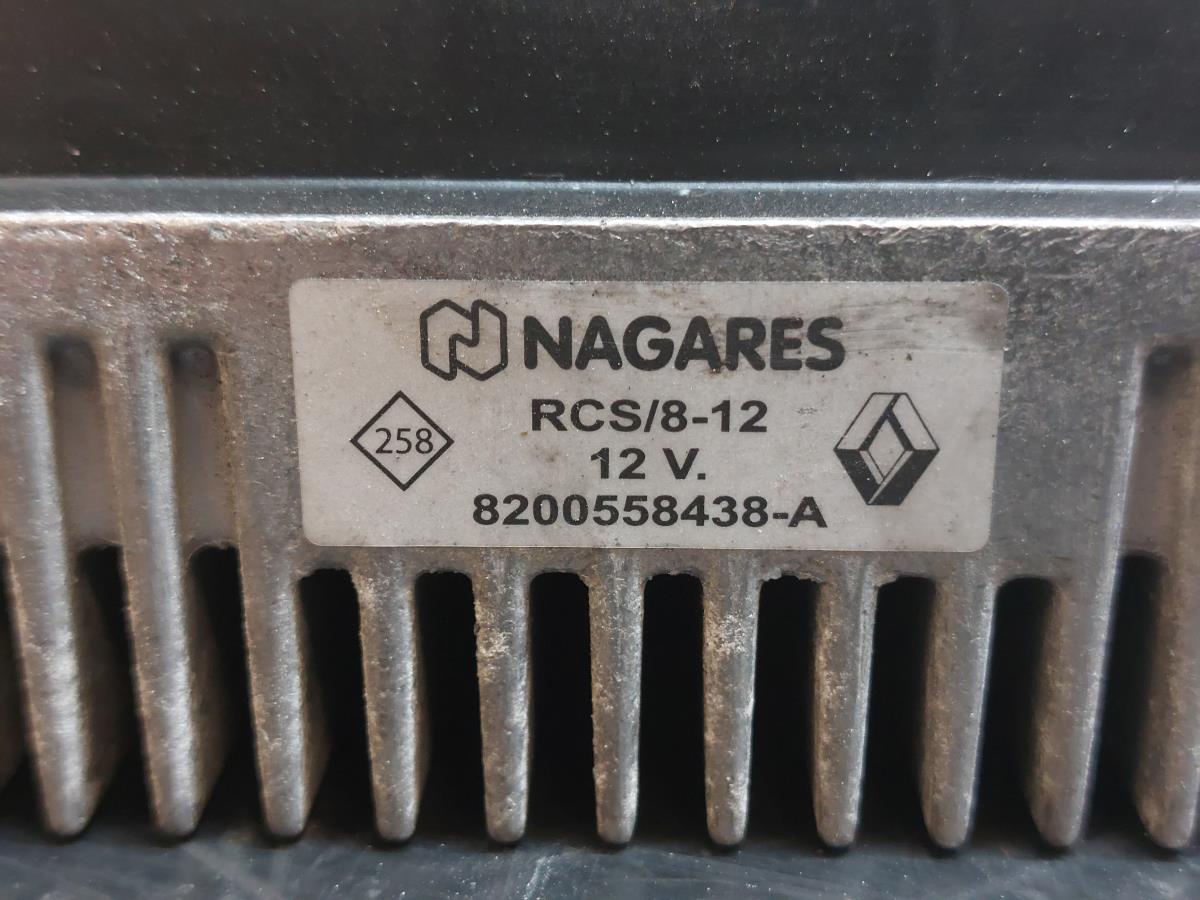 NAGARES
258
RCS/8-12
12 V.
8200558438-A